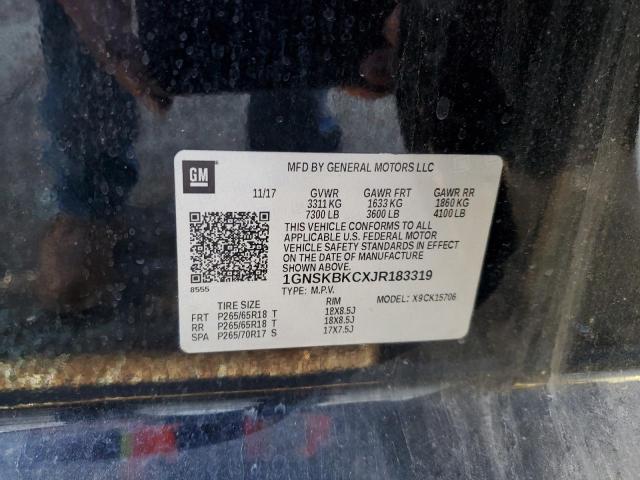 GM
MFD BY GENERAL MOTORS LLC
11/17 GVWR GAWR FRT GAWR RR
3311 KG 1633 KG 1860 KG
7300 LB 3600 LB 4100 LB
THIS VEHICLE CONFORMS TO ALL
APPLICABLE U.S. FEDERAL MOTOR
VEHICLE SAFETY STANDARDS IN
EFFECT ON THE DATE OF MANUFACTURE
SHOWN ABOVE.
1GNSKBKCXJR183319
8555
TYPE: M.P.V. MODEL: X9CK15706
TIRE SIZE RIM
FRT P265/65R18 T 18X8.5J
RR P265/65R18 T 18X8.5J
SPA P265/70R17 S 17X7.5J